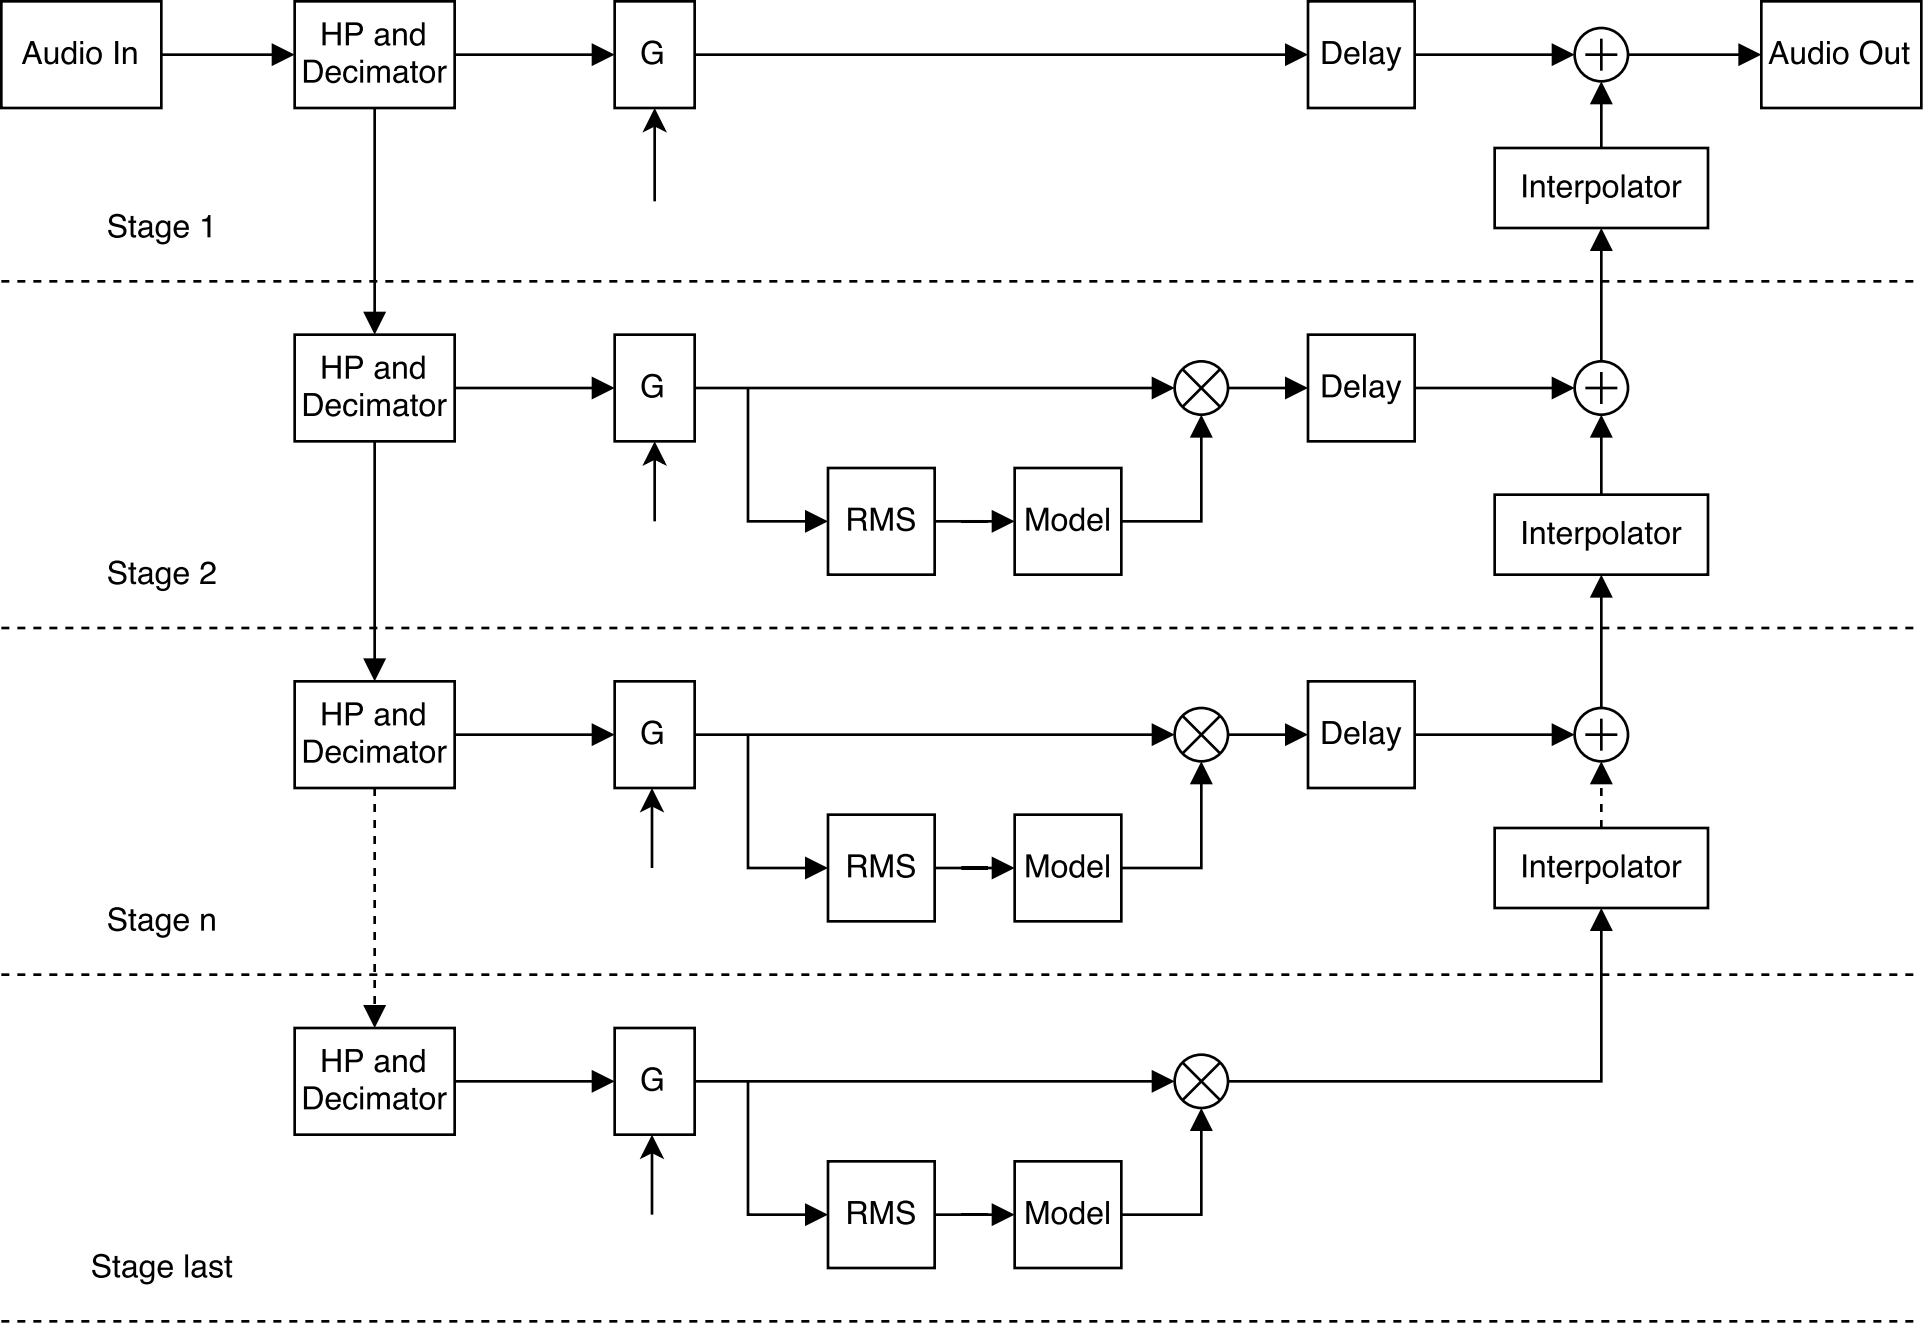 Audio In
HP and
Decimator
G
Delay
Audio Out
Interpolator
Stage 1
HP and
Decimator
G
Delay
RMS
Model
Interpolator
Stage 2
HP and
Decimator
G
Delay
RMS
Model
Interpolator
Stage n
HP and
Decimator
G
RMS
Model
Stage last